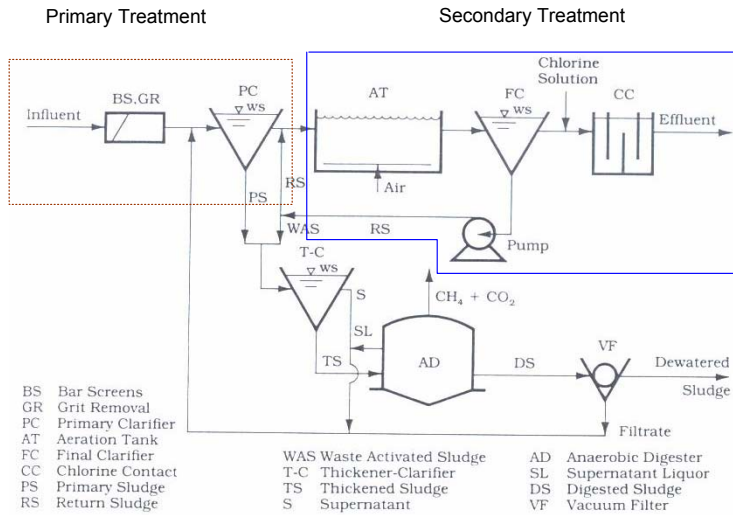 Primary Treatment
Secondary Treatment
Influent
BS,GR
PC
ws
AT
FC
ws
Chlorine
Solution
CC
Effluent
Air
PS
RS
WAS
RS
Pump
T-C
ws
S
CH₄ + CO₂
SL
TS
AD
DS
VF
Dewatered
Sludge
Filtrate
BS Bar Screens
GR Grit Removal
PC Primary Clarifier
AT Aeration Tank
FC Final Clarifier
CC Chlorine Contact
PS Primary Sludge
RS Return Sludge
WAS Waste Activated Sludge
T-C Thickener-Clarifier
TS Thickened Sludge
S Supernatant
AD Anaerobic Digester
SL Supernatant Liquor
DS Digested Sludge
VF Vacuum Filter